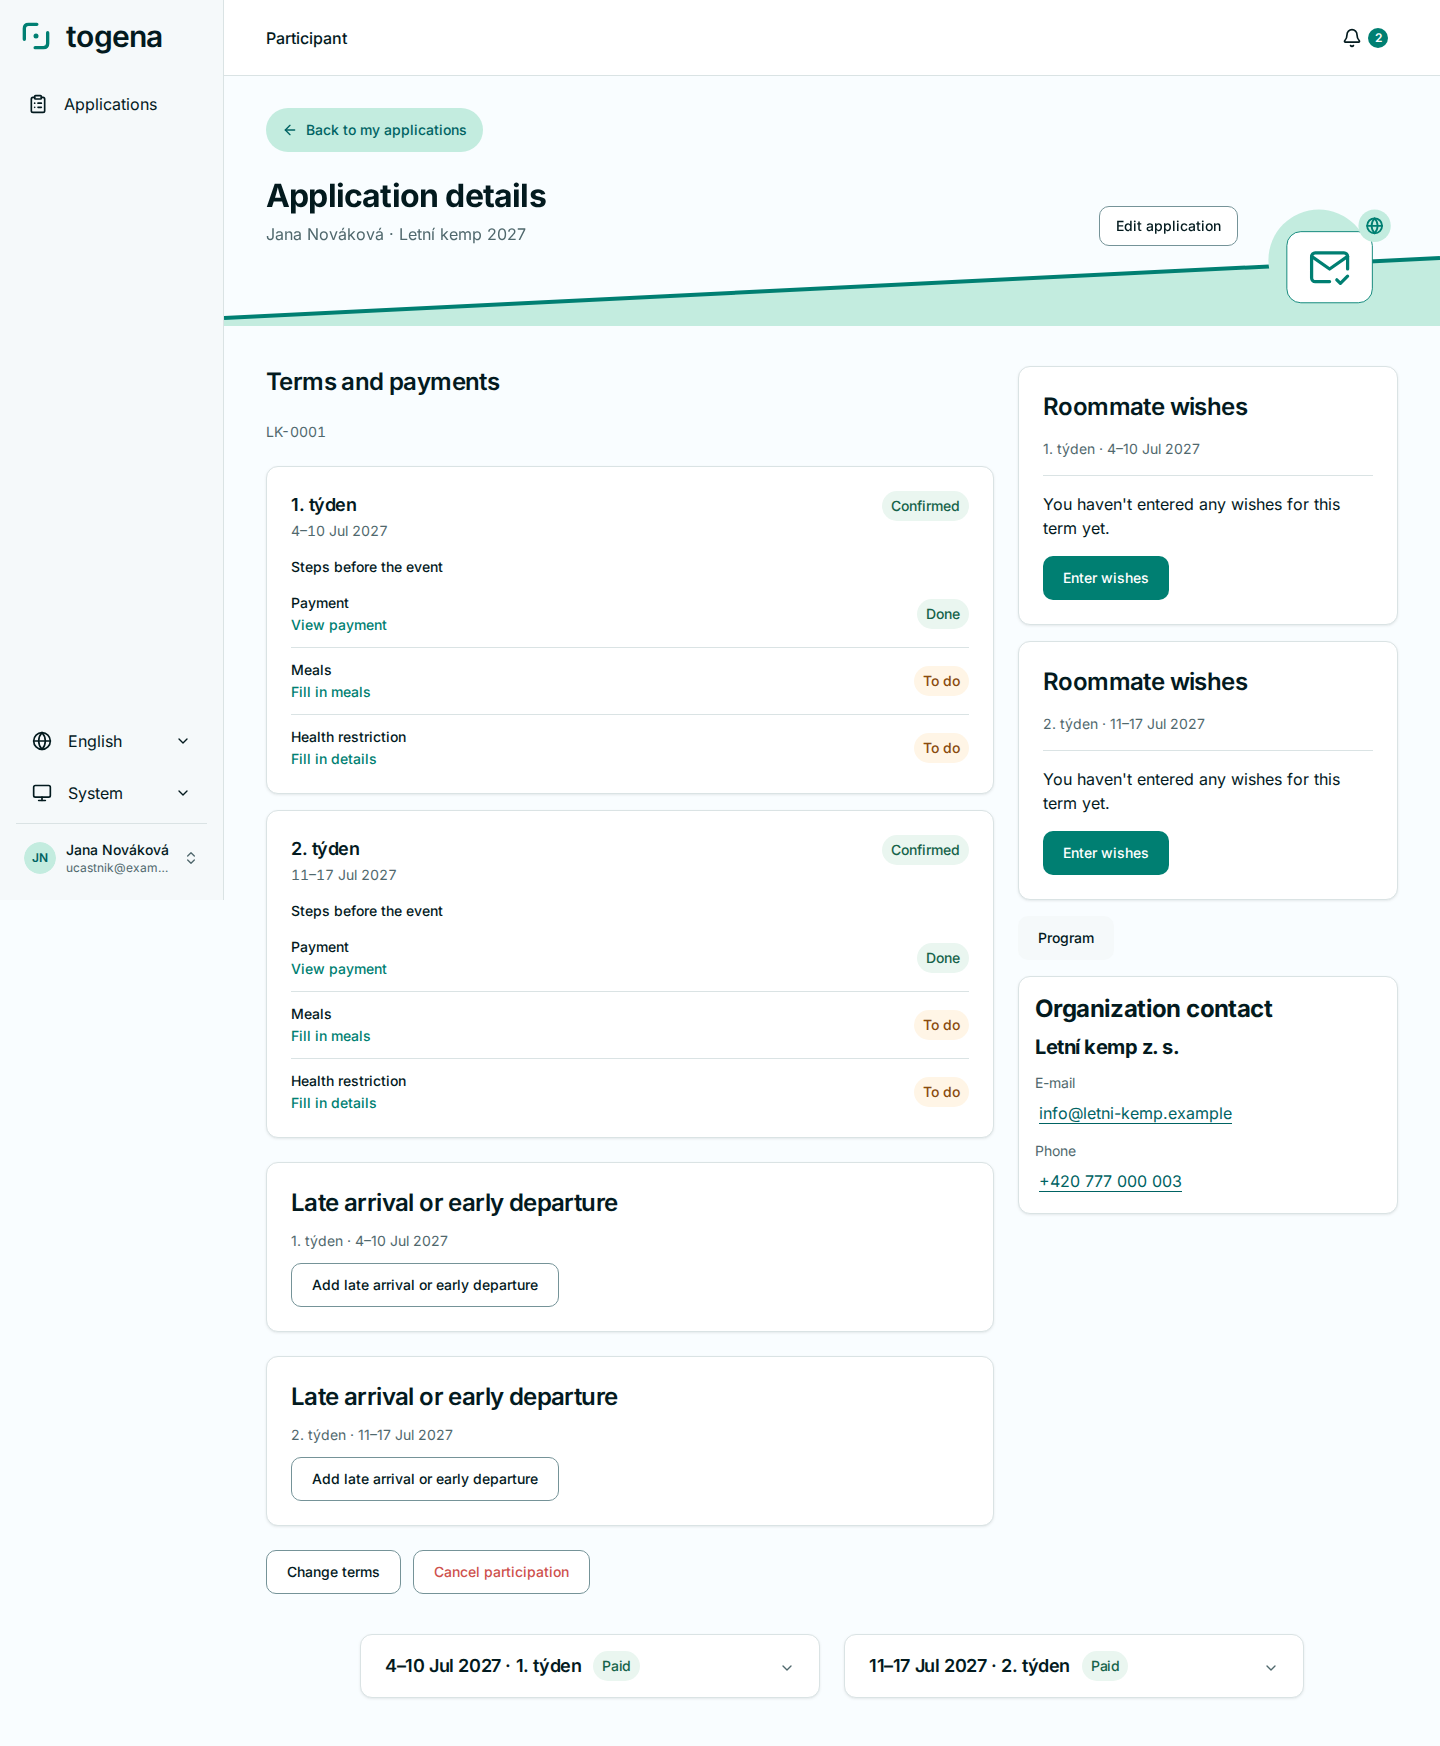 togena
Applications
English
System
JN
Jana Nováková
ucastnik@exam...
Participant
2
Back to my applications
Application details
Jana Nováková · Letní kemp 2027
Edit application
Terms and payments
LK-0001
1. týden
Confirmed
4–10 Jul 2027
Steps before the event
Payment
View payment
Done
Meals
Fill in meals
To do
Health restriction
Fill in details
To do
2. týden
Confirmed
11–17 Jul 2027
Steps before the event
Payment
View payment
Done
Meals
Fill in meals
To do
Health restriction
Fill in details
To do
Late arrival or early departure
1. týden · 4–10 Jul 2027
Add late arrival or early departure
Late arrival or early departure
2. týden · 11–17 Jul 2027
Add late arrival or early departure
Change terms
Cancel participation
Roommate wishes
1. týden · 4–10 Jul 2027
You haven't entered any wishes for this
term yet.
Enter wishes
Roommate wishes
2. týden · 11–17 Jul 2027
You haven't entered any wishes for this
term yet.
Enter wishes
Program
Organization contact
Letní kemp z. s.
E-mail
info@letni-kemp.example
Phone
+420 777 000 003
4–10 Jul 2027 · 1. týden
Paid
11–17 Jul 2027 · 2. týden
Paid